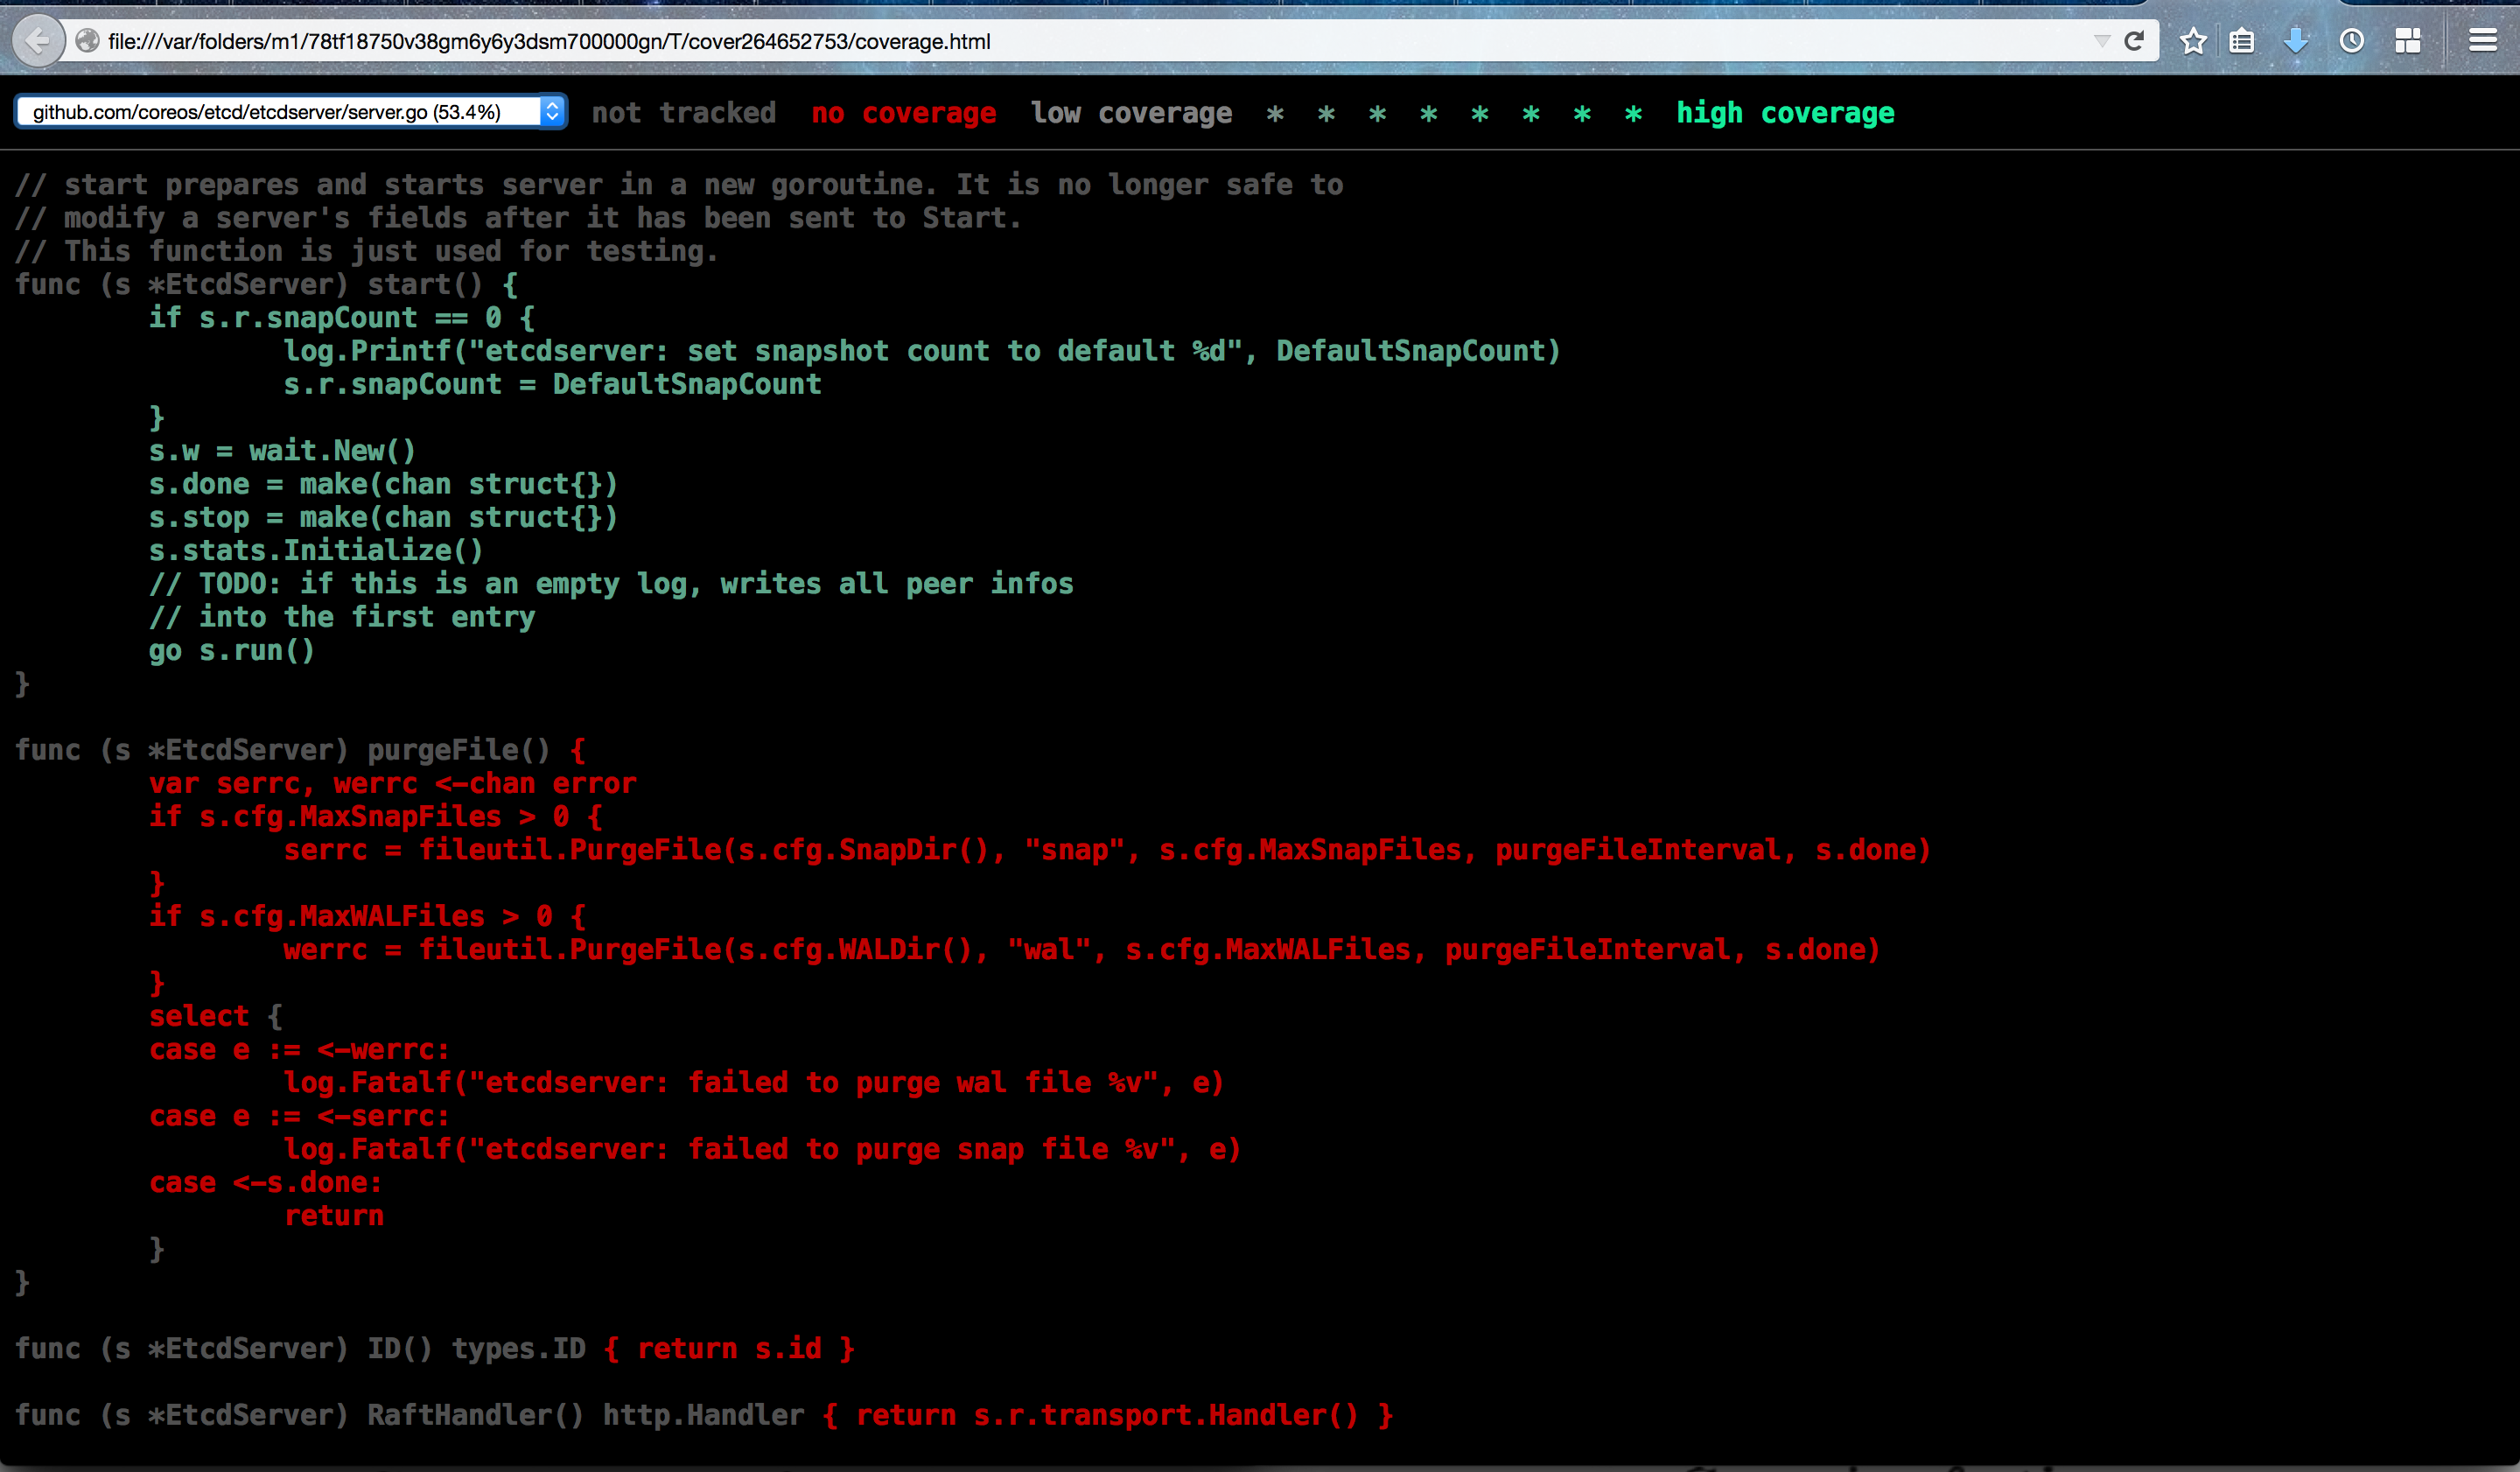 file:///var/folders/m1/78tf18750v38gm6y6y3dsm700000gn/T/cover264652753/coverage.html
github.com/coreos/etcd/etcdserver/server.go (53.4%) not tracked no coverage low coverage * * * * * * * * high coverage
// start prepares and starts server in a new goroutine. It is no longer safe to
// modify a server's fields after it has been sent to Start.
// This function is just used for testing.
func (s *EtcdServer) start() {
        if s.r.snapCount == 0 {
                log.Printf("etcdserver: set snapshot count to default %d", DefaultSnapCount)
                s.r.snapCount = DefaultSnapCount
        }
        s.w = wait.New()
        s.done = make(chan struct{})
        s.stop = make(chan struct{})
        s.stats.Initialize()
        // TODO: if this is an empty log, writes all peer infos
        // into the first entry
        go s.run()
}
func (s *EtcdServer) purgeFile() {
        var serrc, werrc <-chan error
        if s.cfg.MaxSnapFiles > 0 {
                serrc = fileutil.PurgeFile(s.cfg.SnapDir(), "snap", s.cfg.MaxSnapFiles, purgeFileInterval, s.done)
        }
        if s.cfg.MaxWALFiles > 0 {
                werrc = fileutil.PurgeFile(s.cfg.WALDir(), "wal", s.cfg.MaxWALFiles, purgeFileInterval, s.done)
        }
        select {
        case e := <-werrc:
                log.Fatalf("etcdserver: failed to purge wal file %v", e)
        case e := <-serrc:
                log.Fatalf("etcdserver: failed to purge snap file %v", e)
        case <-s.done:
                return
        }
}
func (s *EtcdServer) ID() types.ID { return s.id }
func (s *EtcdServer) RaftHandler() http.Handler { return s.r.transport.Handler() }